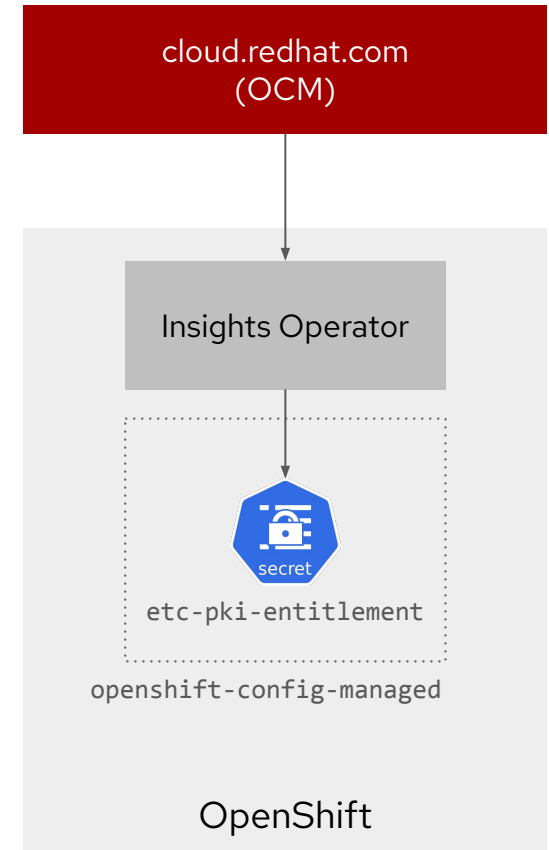 cloud.redhat.com
(OCM)
Insights Operator
secret
etc-pki-entitlement
openshift-config-managed
OpenShift